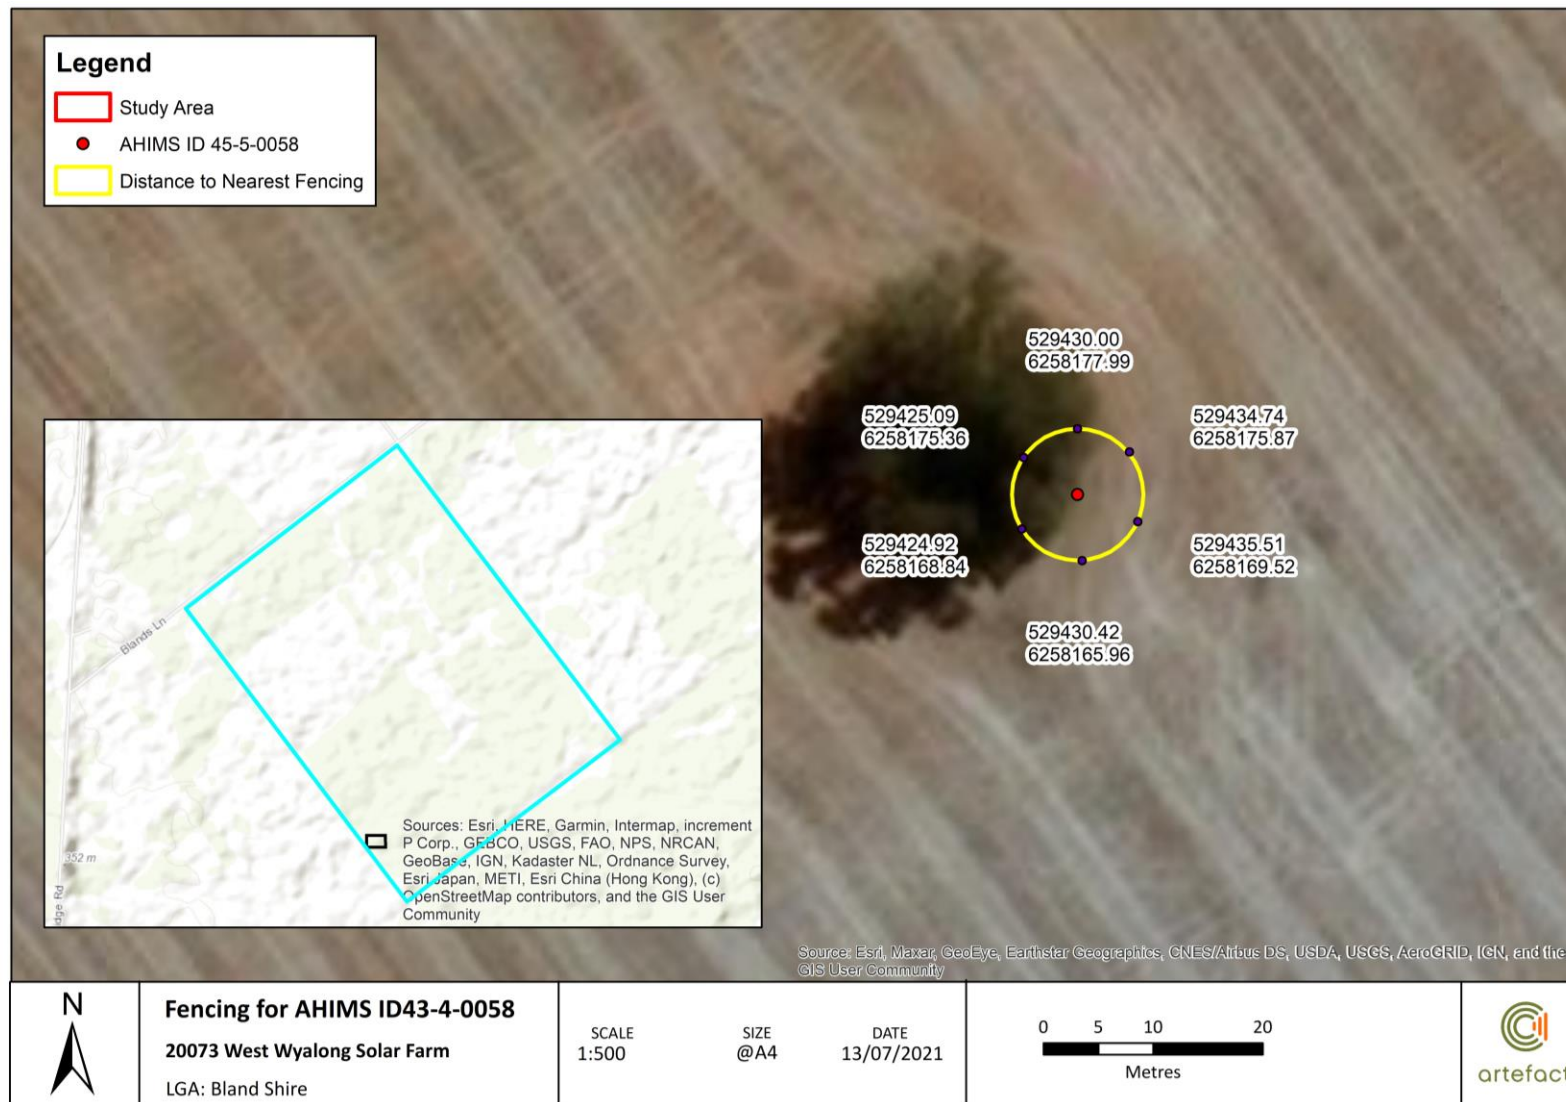 Legend
Study Area
AHIMS ID 45-5-0058
Distance to Nearest Fencing
529430.00
6258177.99
529425.09
6258175.36
529434.74
6258175.87
529424.92
6258168.84
529435.51
6258169.52
529430.42
6258165.96
Blands Ln
352 m
dge Rd
Sources: Esri, HERE, Garmin, Intermap, increment
P Corp., GEBCO, USGS, FAO, NPS, NRCAN,
GeoBase, IGN, Kadaster NL, Ordnance Survey,
Esri Japan, METI, Esri China (Hong Kong), (c)
OpenStreetMap contributors, and the GIS User
Community
Source: Esri, Maxar, GeoEye, Earthstar Geographics, CNES/Airbus DS, USDA, USGS, AeroGRID, IGN, and the
GIS User Community
N
Fencing for AHIMS ID43-4-0058
20073 West Wyalong Solar Farm
LGA: Bland Shire
SCALE
1:500
SIZE
@A4
DATE
13/07/2021
0 5 10 20
Metres
artefact